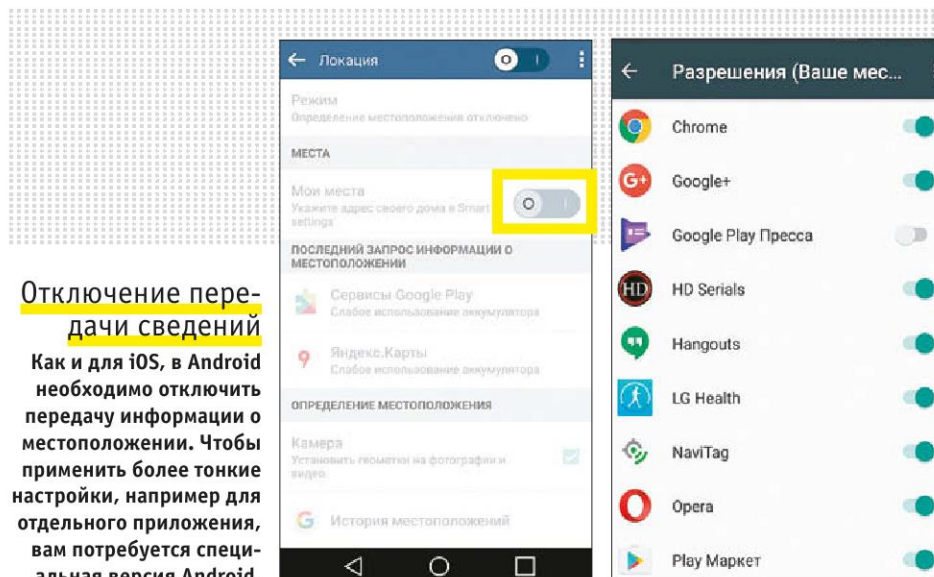 Отключение пере-
дачи сведений
Как и для iOS, в Android
необходимо отключить
передачу информации о
местоположении. Чтобы
применить более тонкие
настройки, например для
отдельного приложения,
вам потребуется специ-
альная версия Android.
Локация
Режим
Определение местоположения отключено
МЕСТА
Мои места
Укажите адрес своего дома в Smart
settings
ПОСЛЕДНИЙ ЗАПРОС ИНФОРМАЦИИ О
МЕСТОПОЛОЖЕНИИ
Сервисы Google Play
Слабое использование аккумулятора
Яндекс.Карты
Слабое использование аккумулятора
ОПРЕДЕЛЕНИЕ МЕСТОПОЛОЖЕНИЯ
Камера
Установить геометки на фотографии и
видео.
История местоположений
Разрешения (Ваше мес...
Chrome
G+ Google+
Google Play Пресса
HD HD Serials
Hangouts
LG Health
NaviTag
Opera
Play Маркет